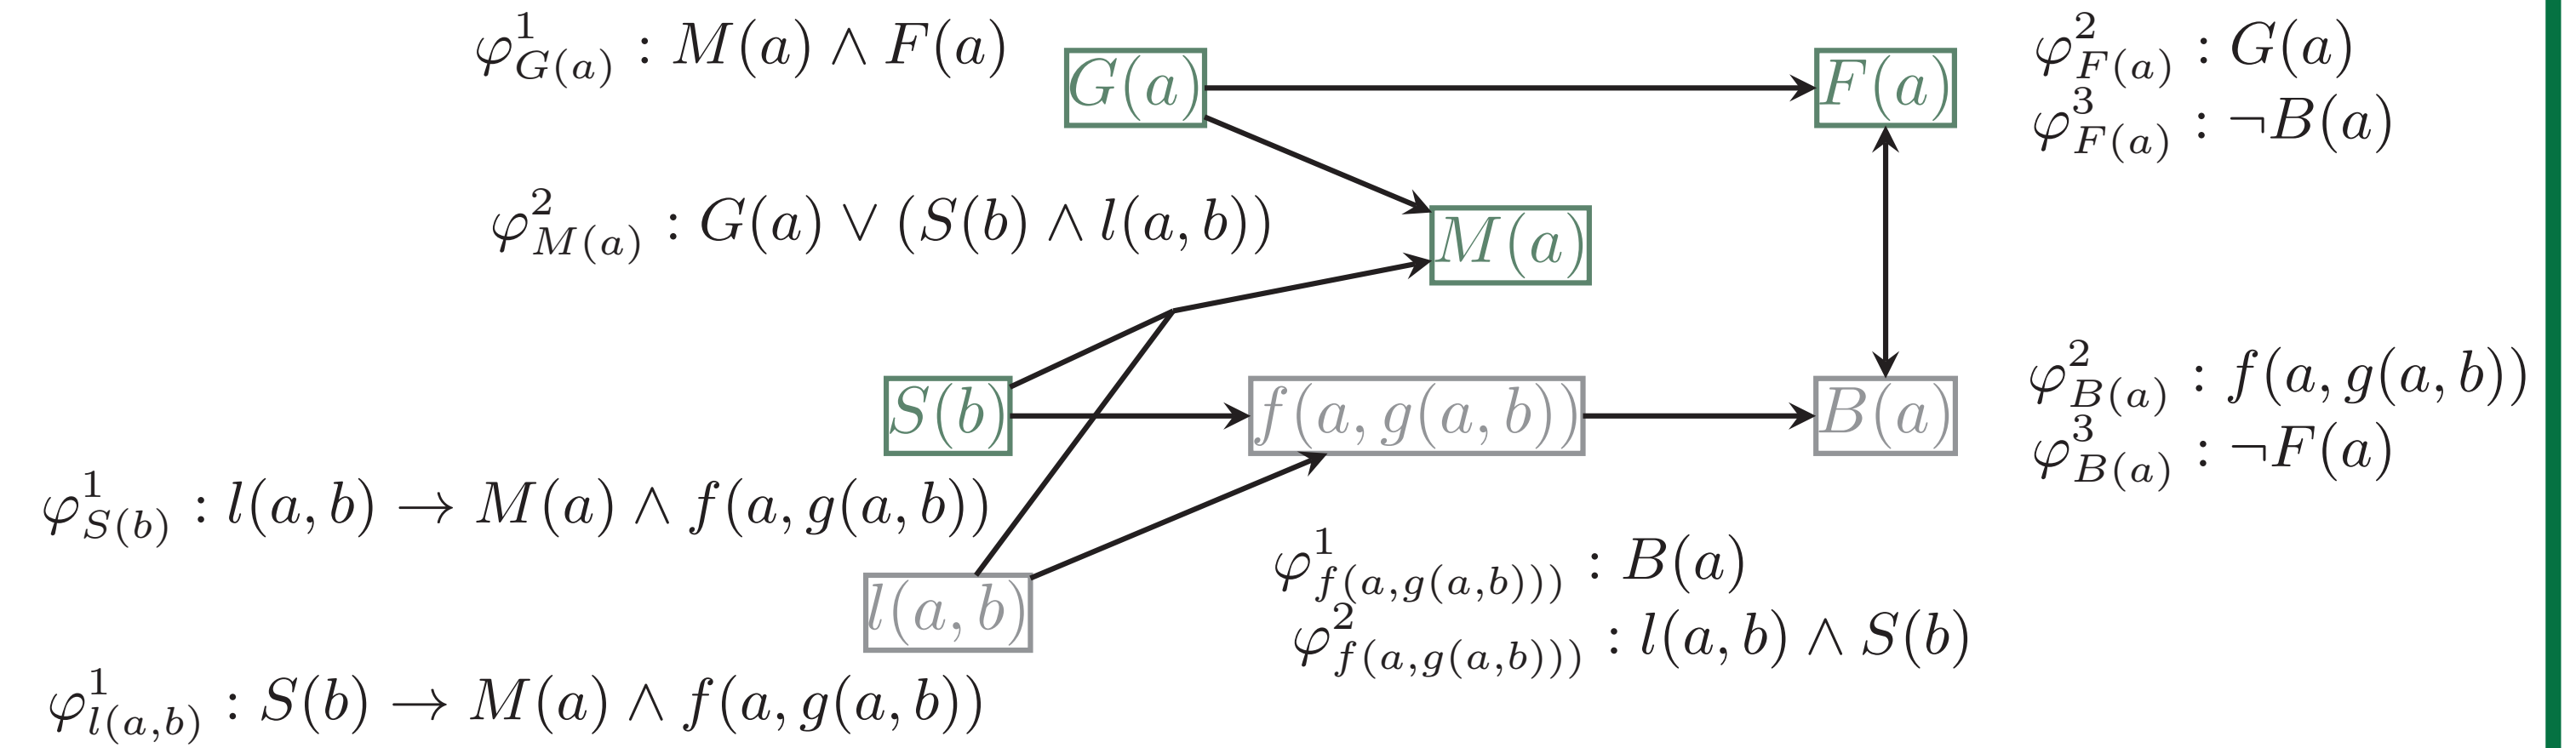 φ¹_{G(a)} : M(a) ∧ F(a)
G(a)
F(a)
φ²_{F(a)} : G(a)
φ³_{F(a)} : ¬B(a)
φ²_{M(a)} : G(a) ∨ (S(b) ∧ l(a, b))
M(a)
S(b)
f(a, g(a, b))
B(a)
φ²_{B(a)} : f(a, g(a, b))
φ³_{B(a)} : ¬F(a)
φ¹_{S(b)} : l(a, b) → M(a) ∧ f(a, g(a, b))
l(a, b)
φ¹_{f(a,g(a,b)))} : B(a)
φ²_{f(a,g(a,b)))} : l(a, b) ∧ S(b)
φ¹_{l(a,b)} : S(b) → M(a) ∧ f(a, g(a, b))